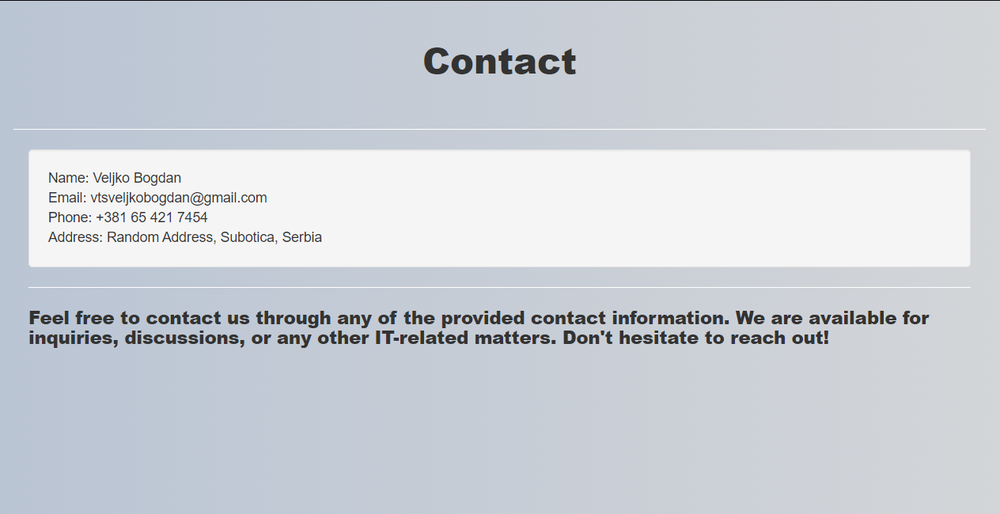 Contact
Name: Veljko Bogdan
Email: vtsveljkobogdan@gmail.com
Phone: +381 65 421 7454
Address: Random Address, Subotica, Serbia
Feel free to contact us through any of the provided contact information. We are available for
inquiries, discussions, or any other IT-related matters. Don't hesitate to reach out!